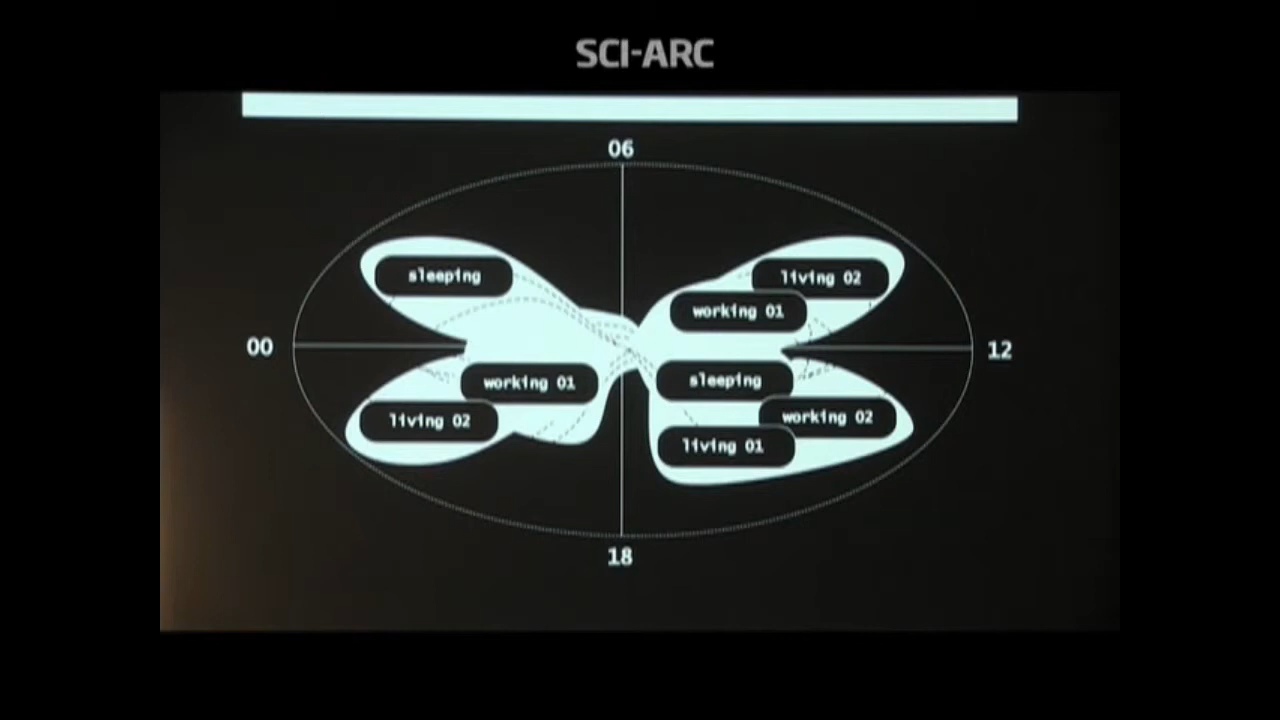 SCI-ARC
06
sleeping
living 02
working 01
00
12
sleeping
working 01
working 02
living 02
living 01
18